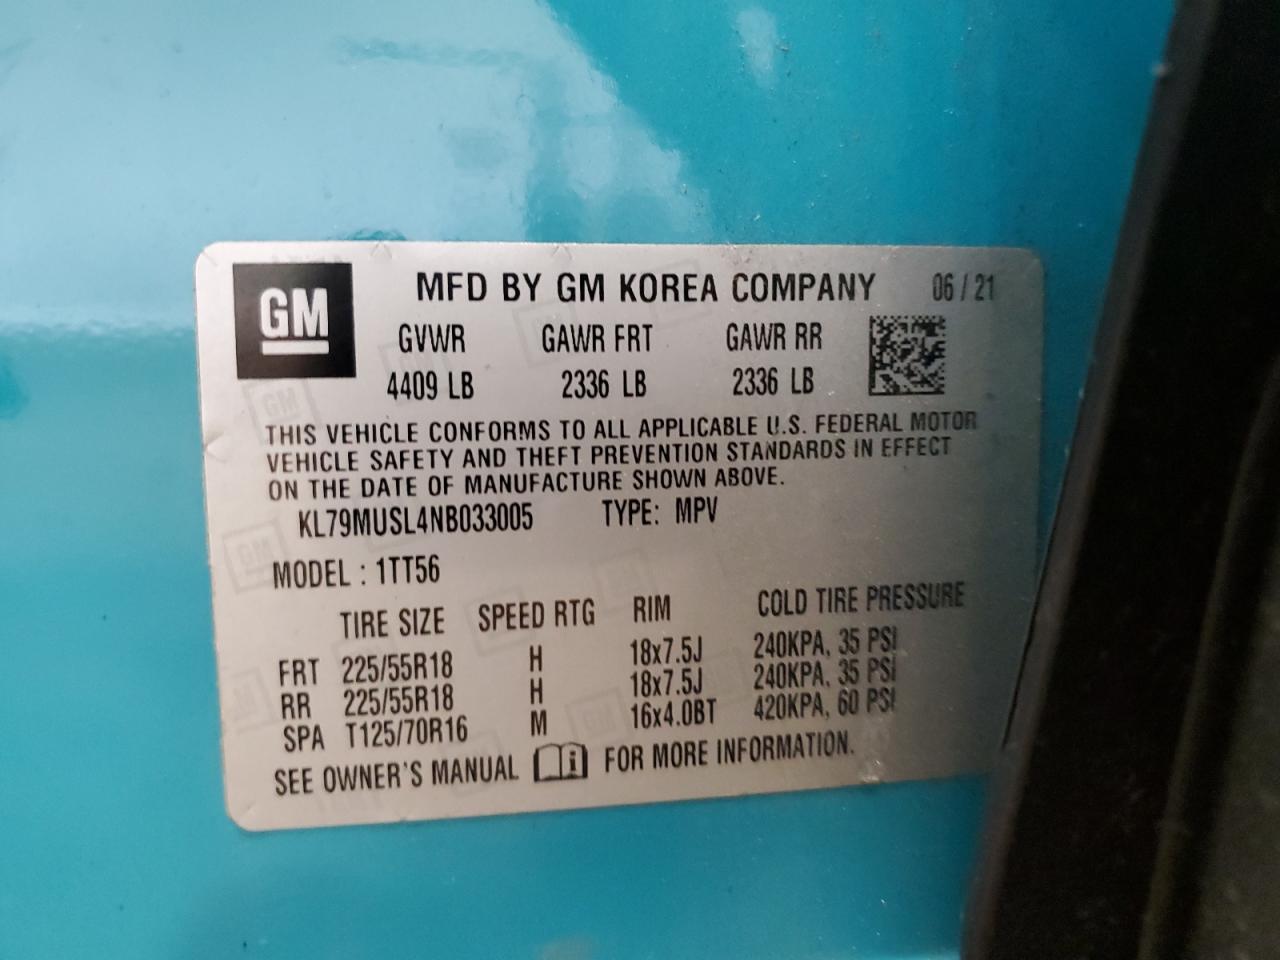 GM
MFD BY GM KOREA COMPANY 06 / 21
GVWR GAWR FRT GAWR RR
4409 LB 2336 LB 2336 LB
THIS VEHICLE CONFORMS TO ALL APPLICABLE U.S. FEDERAL MOTOR
VEHICLE SAFETY AND THEFT PREVENTION STANDARDS IN EFFECT
ON THE DATE OF MANUFACTURE SHOWN ABOVE.
KL79MUSL4NB033005 TYPE: MPV
MODEL : 1TT56
TIRE SIZE SPEED RTG RIM COLD TIRE PRESSURE
FRT 225/55R18 H 18x7.5J 240KPA, 35 PSI
RR 225/55R18 H 18x7.5J 240KPA, 35 PSI
SPA T125/70R16 M 16x4.0BT 420KPA, 60 PSI
SEE OWNER'S MANUAL i FOR MORE INFORMATION.